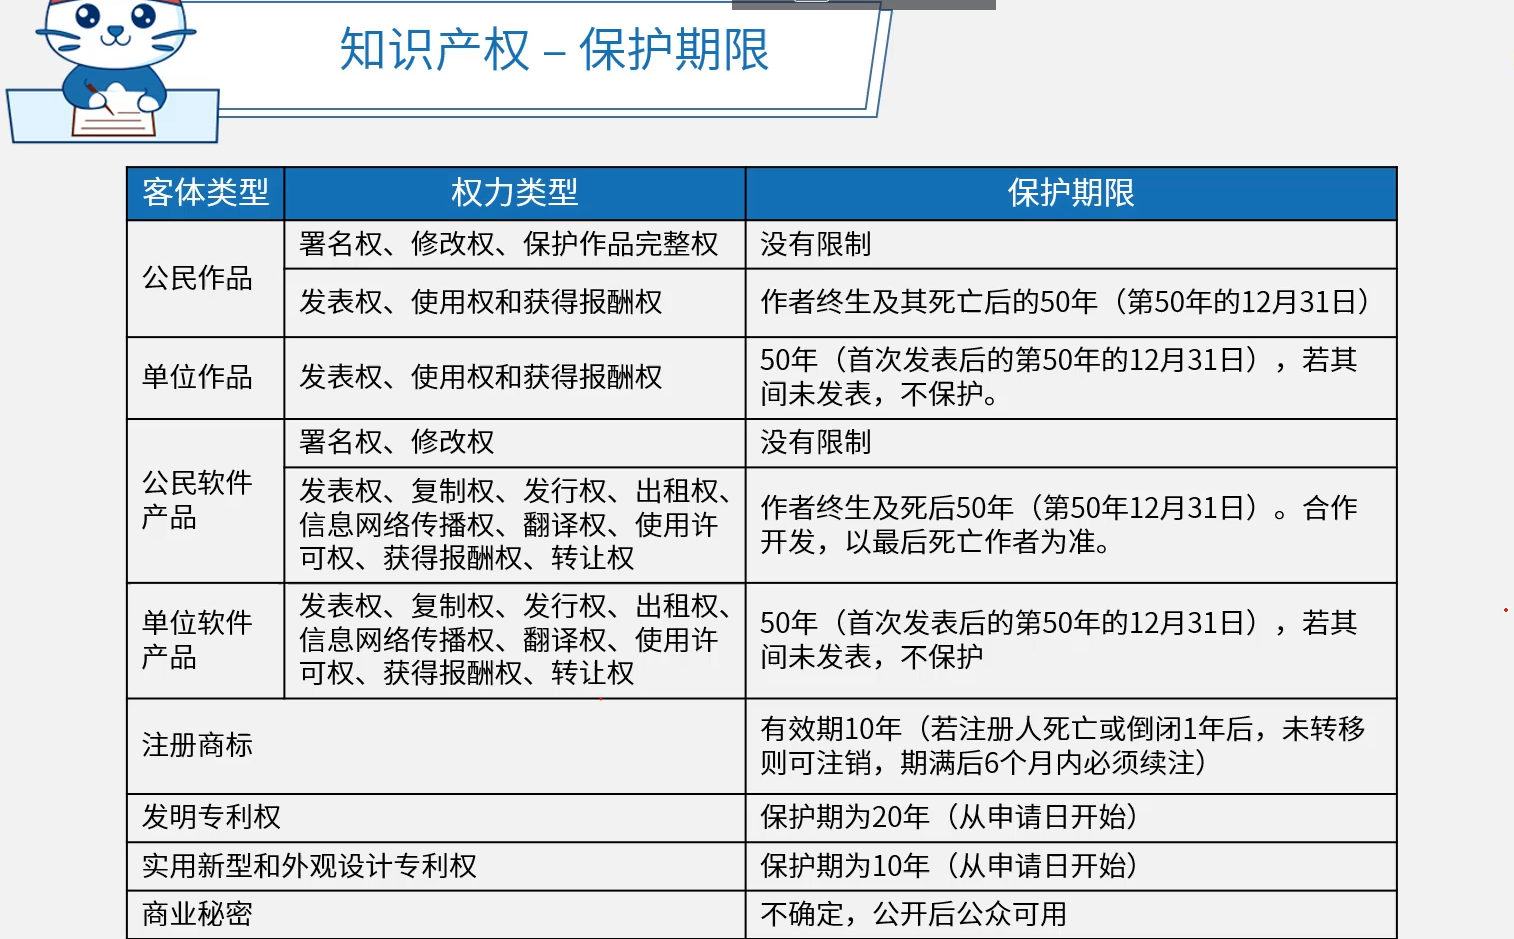 知识产权 – 保护期限
客体类型
权力类型
保护期限
公民作品
署名权、修改权、保护作品完整权
没有限制
发表权、使用权和获得报酬权
作者终生及其死亡后的50年（第50年的12月31日）
单位作品
发表权、使用权和获得报酬权
50年（首次发表后的第50年的12月31日），若其
间未发表，不保护。
公民软件
产品
署名权、修改权
没有限制
发表权、复制权、发行权、出租权、
信息网络传播权、翻译权、使用许
可权、获得报酬权、转让权
作者终生及死后50年（第50年12月31日）。合作
开发，以最后死亡作者为准。
单位软件
产品
发表权、复制权、发行权、出租权、
信息网络传播权、翻译权、使用许
可权、获得报酬权、转让权
50年（首次发表后的第50年的12月31日），若其
间未发表，不保护
注册商标
有效期10年（若注册人死亡或倒闭1年后，未转移
则可注销，期满后6个月内必须续注）
发明专利权
保护期为20年（从申请日开始）
实用新型和外观设计专利权
保护期为10年（从申请日开始）
商业秘密
不确定，公开后公众可用